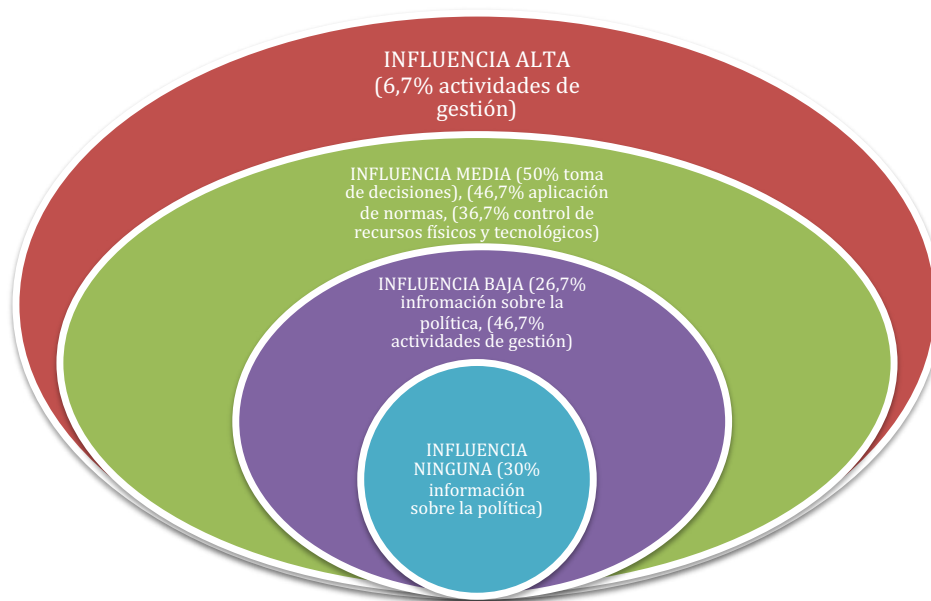 INFLUENCIA ALTA
(6,7% actividades de
gestión)
INFLUENCIA MEDIA (50% toma
de decisiones), (46,7% aplicación
de normas, (36,7% control de
recursos físicos y tecnológicos)
INFLUENCIA BAJA (26,7%
infromación sobre la
política, (46,7%
actividades de gestión)
INFLUENCIA
NINGUNA (30%
información
sobre la política)